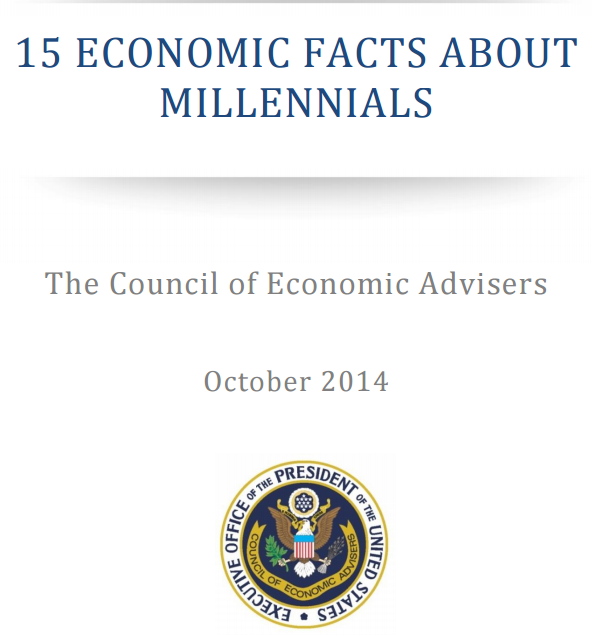 15 ECONOMIC FACTS ABOUT
MILLENNIALS
The Council of Economic Advisers
October 2014
EXECUTIVE OFFICE OF THE PRESIDENT OF THE UNITED STATES
COUNCIL OF ECONOMIC ADVISERS